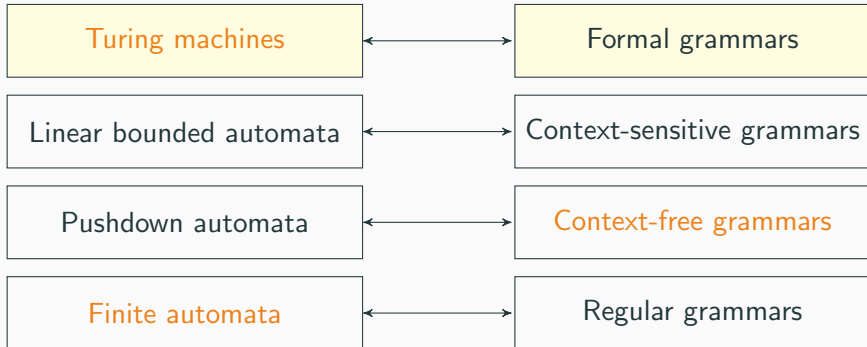 Turing machines
Formal grammars
Linear bounded automata
Context-sensitive grammars
Pushdown automata
Context-free grammars
Finite automata
Regular grammars